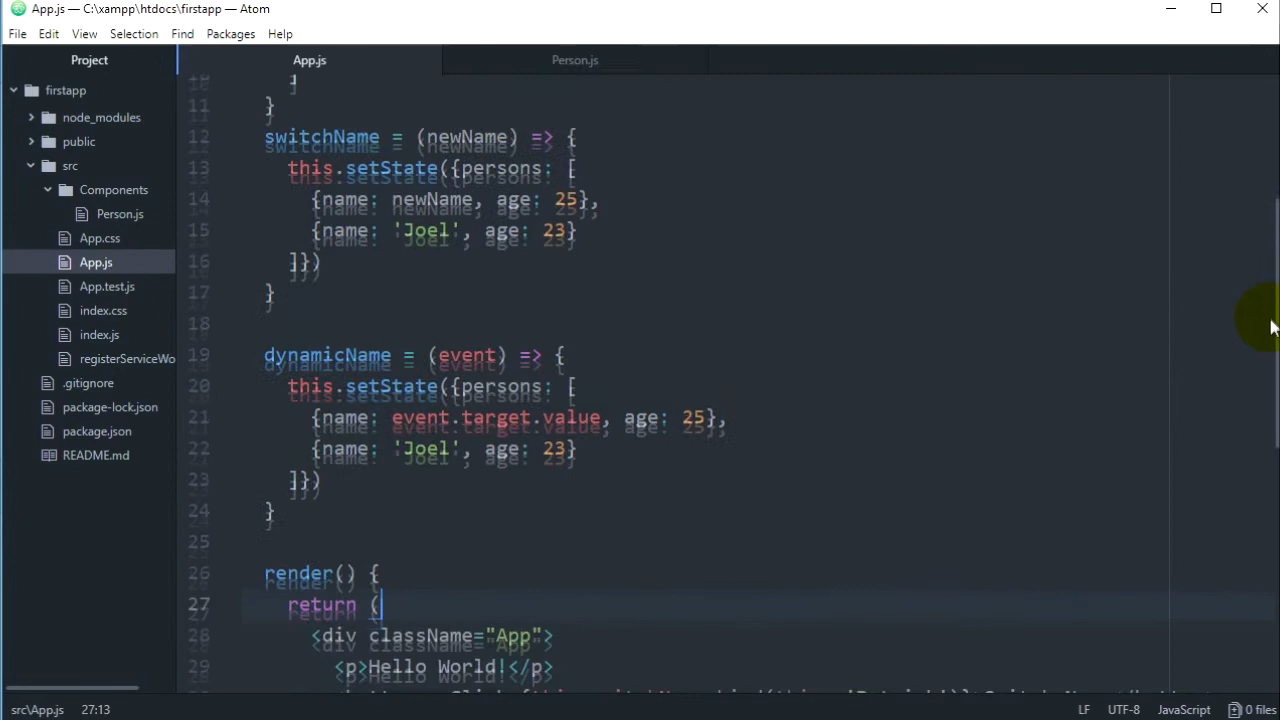 App.js — C:\xampp\htdocs\firstapp — Atom
File Edit View Selection Find Packages Help
Project
App.js
Person.js
firstapp
node_modules
public
src
Components
Person.js
App.css
App.js
App.test.js
index.css
index.js
registerServiceWo
.gitignore
package-lock.json
package.json
README.md
10 ]
11 }
12 switchName = (newName) => {
13 this.setState({persons: [
14 {name: newName, age: 25},
15 {name: 'Joel', age: 23}
16 ]})
17 }
18
19 dynamicName = (event) => {
20 this.setState({persons: [
21 {name: event.target.value, age: 25},
22 {name: 'Joel', age: 23}
23 ]})
24 }
25
26 render() {
27 return (
28 <div className="App">
29 <p>Hello World!</p>
src\App.js 27:13 LF UTF-8 JavaScript 0 files